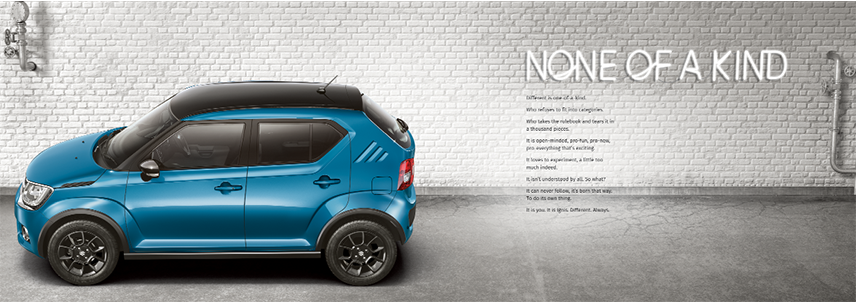 NONE OF A KIND
Different is one of a kind.
Who refuses to fit into categories.
Who takes the rulebook and tears it in
a thousand pieces.
It is open-minded, pro-fun, pro-now,
pro-everything that's exciting.
It loves to experiment, a little too
much indeed.
It isn't understood by all. So what?
It can never follow, it's born that way.
To do its own thing.
It is you. It is Ignis. Different. Always.